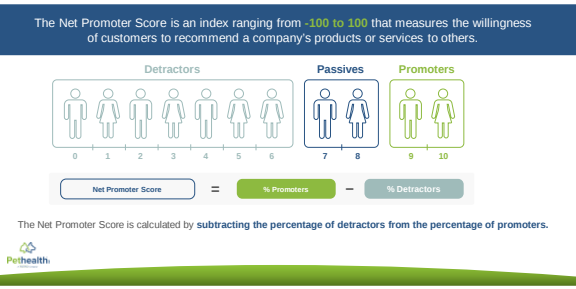 The Net Promoter Score is an index ranging from -100 to 100 that measures the willingness
of customers to recommend a company's products or services to others.
Detractors Passives Promoters
0 1 2 3 4 5 6 7 8 9 10
Net Promoter Score = % Promoters − % Detractors
The Net Promoter Score is calculated by subtracting the percentage of detractors from the percentage of promoters.
Pethealth